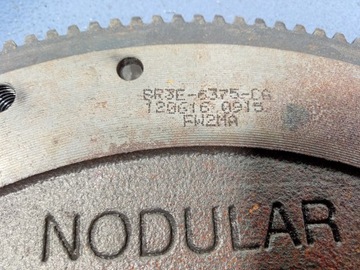 BR3E-6375-CA
120616 0915
FW2MA
NODULAR